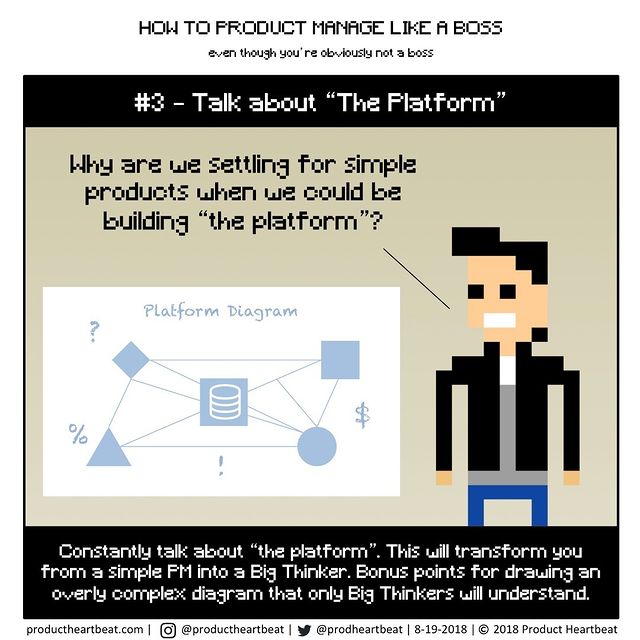 HOW TO PRODUCT MANAGE LIKE A BOSS
even though you're obviously not a boss
#3 - Talk about "The Platform"
Why are we settling for simple
products when we could be
building "the platform"?
Platform Diagram
?
$
%
!
Constantly talk about "the platform". This will transform you
from a simple PM into a Big Thinker. Bonus points for drawing an
overly complex diagram that only Big Thinkers will understand.
productheartbeat.com | @productheartbeat | @prodheartbeat | 8-19-2018 | © 2018 Product Heartbeat